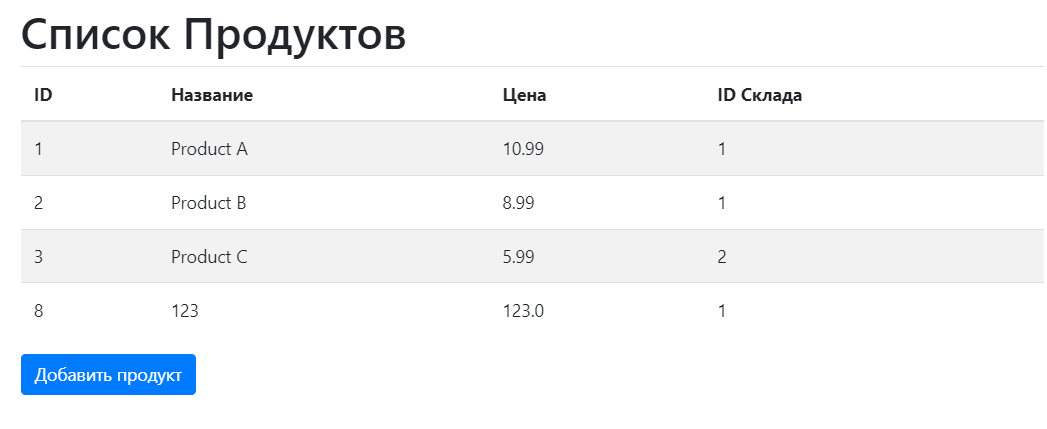 Список Продуктов
ID Название Цена ID Склада
1 Product A 10.99 1
2 Product B 8.99 1
3 Product C 5.99 2
8 123 123.0 1
Добавить продукт